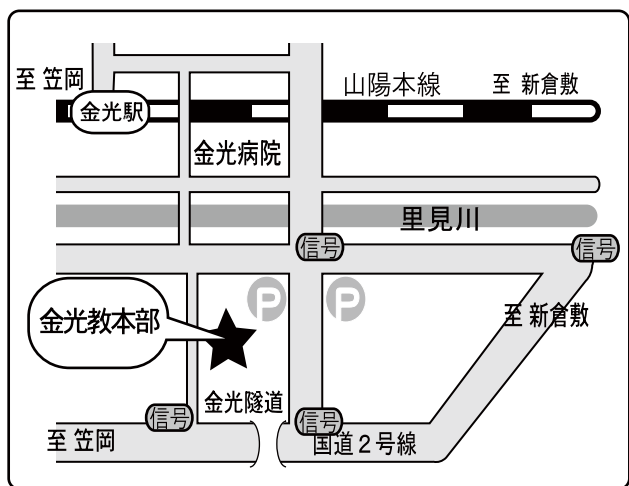 至 笠岡
山陽本線
至 新倉敷
金光駅
金光病院
里見川
信号
信号
P
P
至 新倉敷
金光教本部
金光隧道
信号
信号
至 笠岡
国道２号線